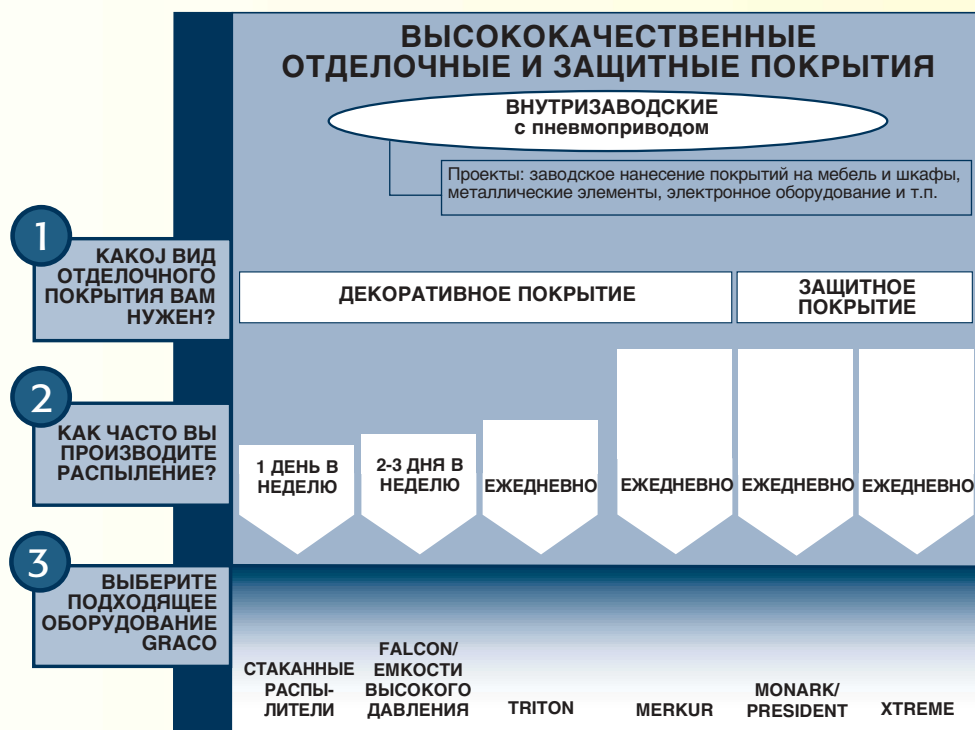 ВЫСОКОКАЧЕСТВЕННЫЕ
ОТДЕЛОЧНЫЕ И ЗАЩИТНЫЕ ПОКРЫТИЯ
ВНУТРИЗАВОДСКИЕ
с пневмоприводом
Проекты: заводское нанесение покрытий на мебель и шкафы,
металлические элементы, электронное оборудование и т.п.
1
КАКОJ ВИД
ОТДЕЛОЧНОГО
ПОКРЫТИЯ ВАМ
НУЖЕН?
ДЕКОРАТИВНОЕ ПОКРЫТИЕ
ЗАЩИТНОЕ
ПОКРЫТИЕ
2
КАК ЧАСТО ВЫ
ПРОИЗВОДИТЕ
РАСПЫЛЕНИЕ?
1 ДЕНЬ В
НЕДЕЛЮ
2-3 ДНЯ В
НЕДЕЛЮ
ЕЖЕДНЕВНО
ЕЖЕДНЕВНО
ЕЖЕДНЕВНО
ЕЖЕДНЕВНО
3
ВЫБЕРИТЕ
ПОДХОДЯЩЕЕ
ОБОРУДОВАНИЕ
GRACO
СТАКАННЫЕ
РАСПЫ-
ЛИТЕЛИ
FALCON/
ЕМКОСТИ
ВЫСОКОГО
ДАВЛЕНИЯ
TRITON
MERKUR
MONARK/
PRESIDENT
XTREME